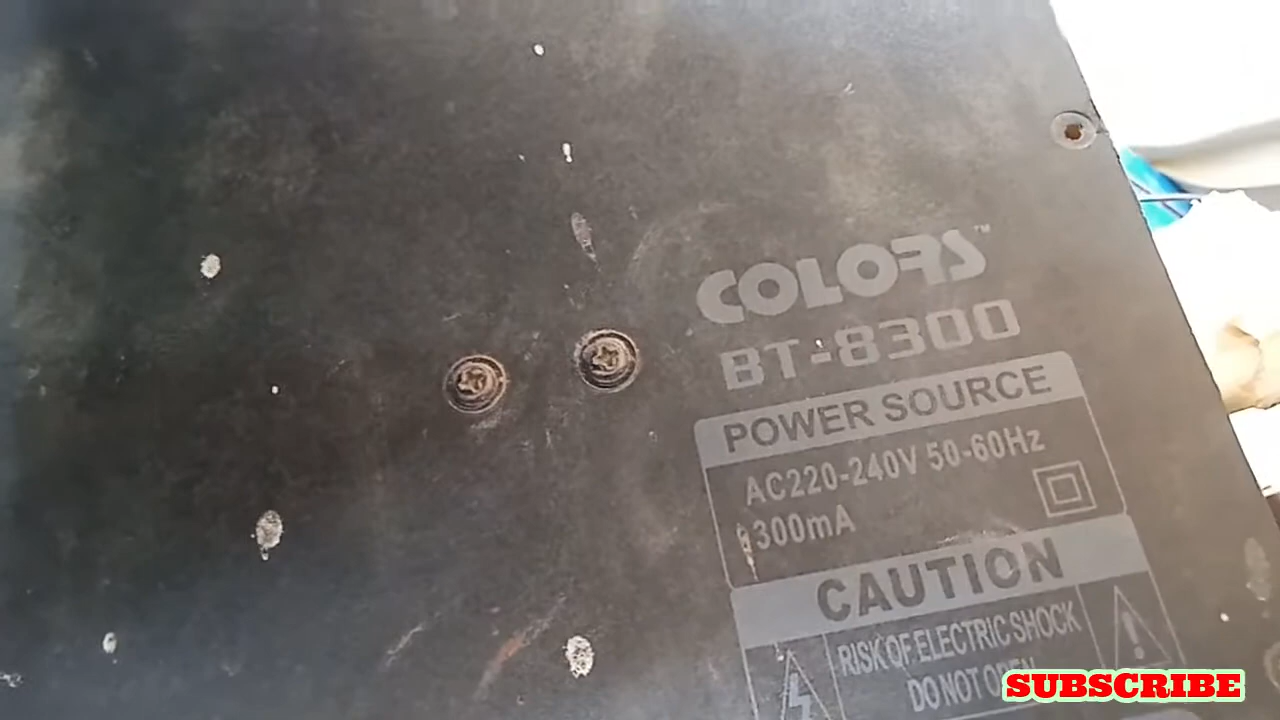 COLORS™
BT-8300
POWER SOURCE
AC220-240V 50-60Hz
300mA
CAUTION
RISK OF ELECTRIC SHOCK
DO NOT OPEN
SUBSCRIBE